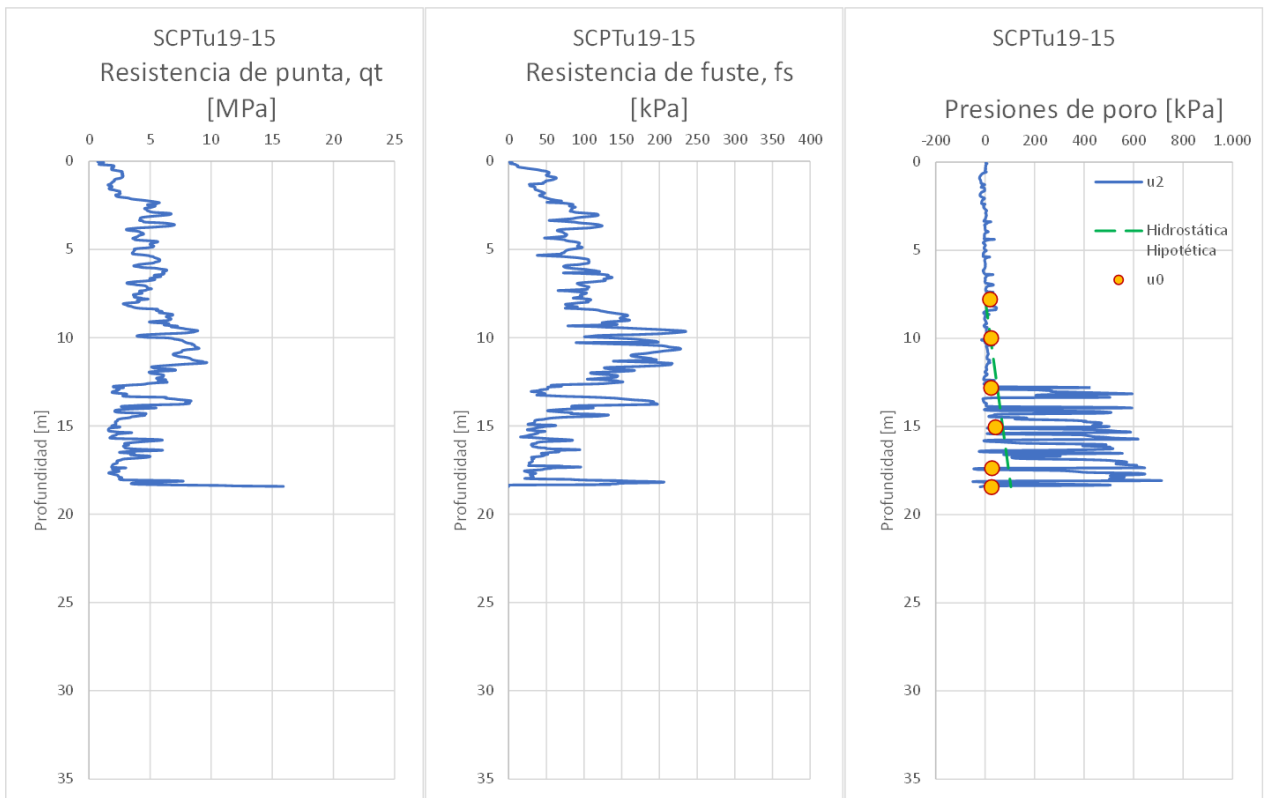 SCPTu19-15
Resistencia de punta, qt
[MPa]
0 5 10 15 20 25
0
5
10
15
20
25
30
35
Profundidad [m]
SCPTu19-15
Resistencia de fuste, fs
[kPa]
0 50 100 150 200 250 300 350 400
0
5
10
15
20
25
30
35
Profundidad [m]
SCPTu19-15
Presiones de poro [kPa]
-200 0 200 400 600 800 1.000
0
5
10
15
20
25
30
35
Profundidad [m]
u2
Hidrostática
Hipotética
u0